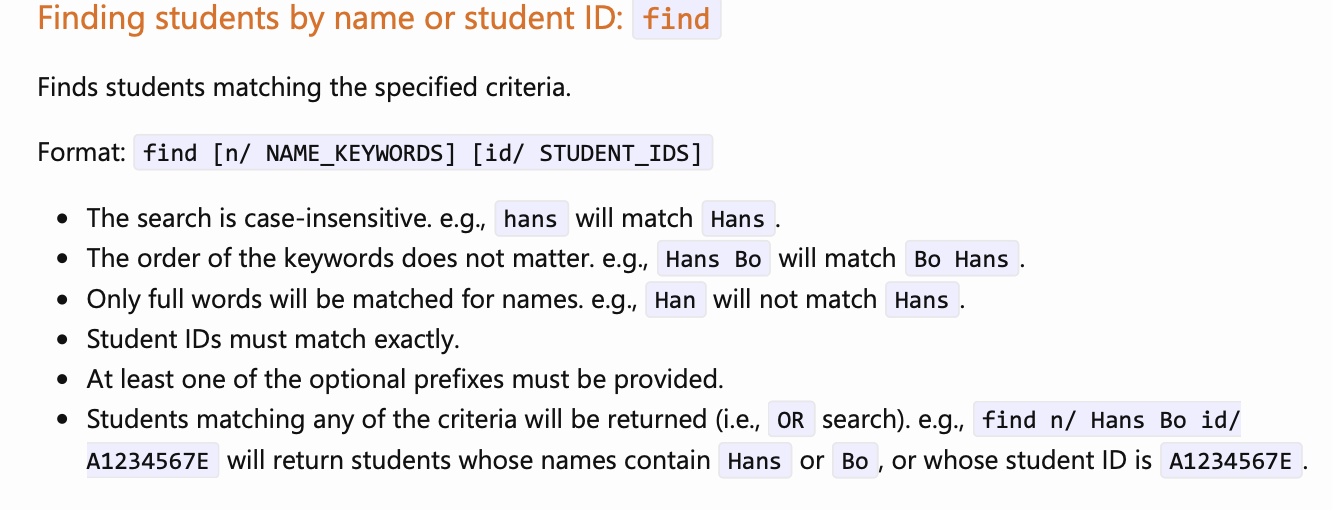 Finding students by name or student ID: find
Finds students matching the specified criteria.
Format: find [n/ NAME_KEYWORDS] [id/ STUDENT_IDS]
• The search is case-insensitive. e.g., hans will match Hans.
• The order of the keywords does not matter. e.g., Hans Bo will match Bo Hans.
• Only full words will be matched for names. e.g., Han will not match Hans.
• Student IDs must match exactly.
• At least one of the optional prefixes must be provided.
• Students matching any of the criteria will be returned (i.e., OR search). e.g., find n/ Hans Bo id/
A1234567E will return students whose names contain Hans or Bo, or whose student ID is A1234567E.